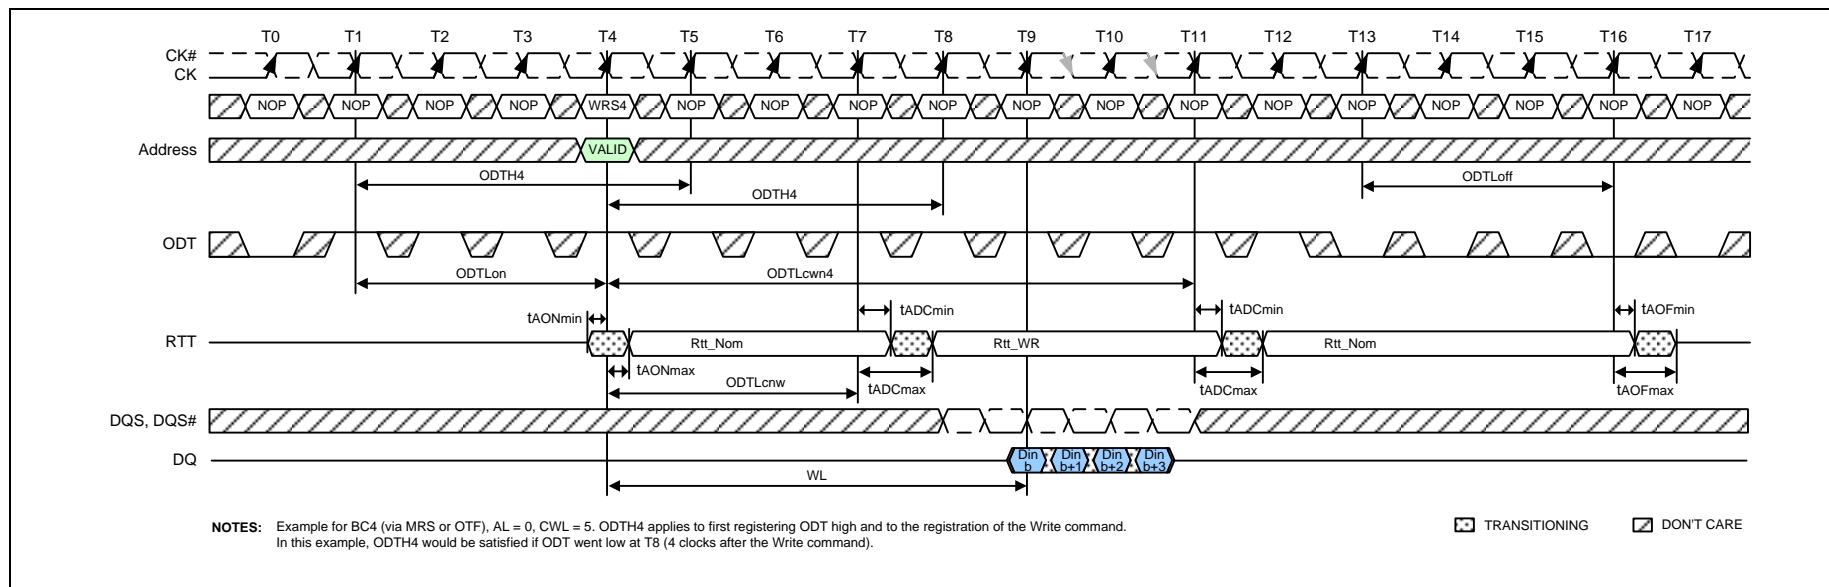 T0 T1 T2 T3 T4 T5 T6 T7 T8 T9 T10 T11 T12 T13 T14 T15 T16 T17
CK#
CK
NOP NOP NOP NOP WRS4 NOP NOP NOP NOP NOP NOP NOP NOP NOP NOP NOP NOP NOP
Address VALID
ODTH4 ODTLoff
ODTH4
ODT
ODTLon ODTLcwn4
tAONmin tADCmin tADCmin tAOFmin
RTT Rtt_Nom Rtt_WR Rtt_Nom
tAONmax ODTLcnw tADCmax tADCmax tAOFmax
DQS, DQS#
DQ Din b Din b+1 Din b+2 Din b+3
WL
NOTES: Example for BC4 (via MRS or OTF), AL = 0, CWL = 5. ODTH4 applies to first registering ODT high and to the registration of the Write command.
In this example, ODTH4 would be satisfied if ODT went low at T8 (4 clocks after the Write command).
TRANSITIONING DON'T CARE